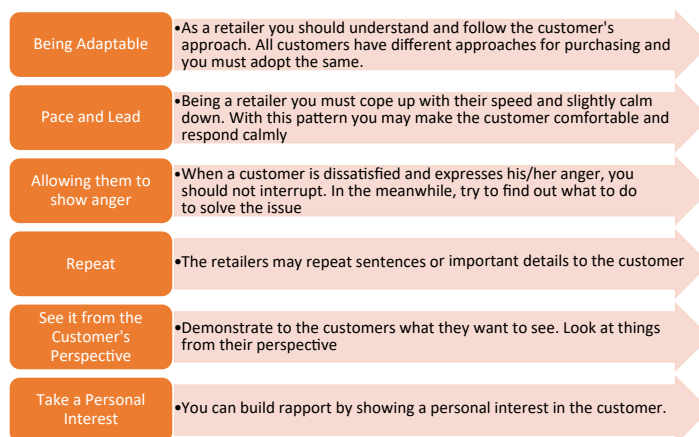 Being Adaptable
•As a retailer you should understand and follow the customer's
approach. All customers have different approaches for purchasing and
you must adopt the same.
Pace and Lead
•Being a retailer you must cope up with their speed and slightly calm
down. With this pattern you may make the customer comfortable and
respond calmly
Allowing them to
show anger
•When a customer is dissatisfied and expresses his/her anger, you
should not interrupt. In the meanwhile, try to find out what to do
to solve the issue
Repeat
•The retailers may repeat sentences or important details to the customer
See it from the
Customer's
Perspective
•Demonstrate to the customers what they want to see. Look at things
from their perspective
Take a Personal
Interest
•You can build rapport by showing a personal interest in the customer.